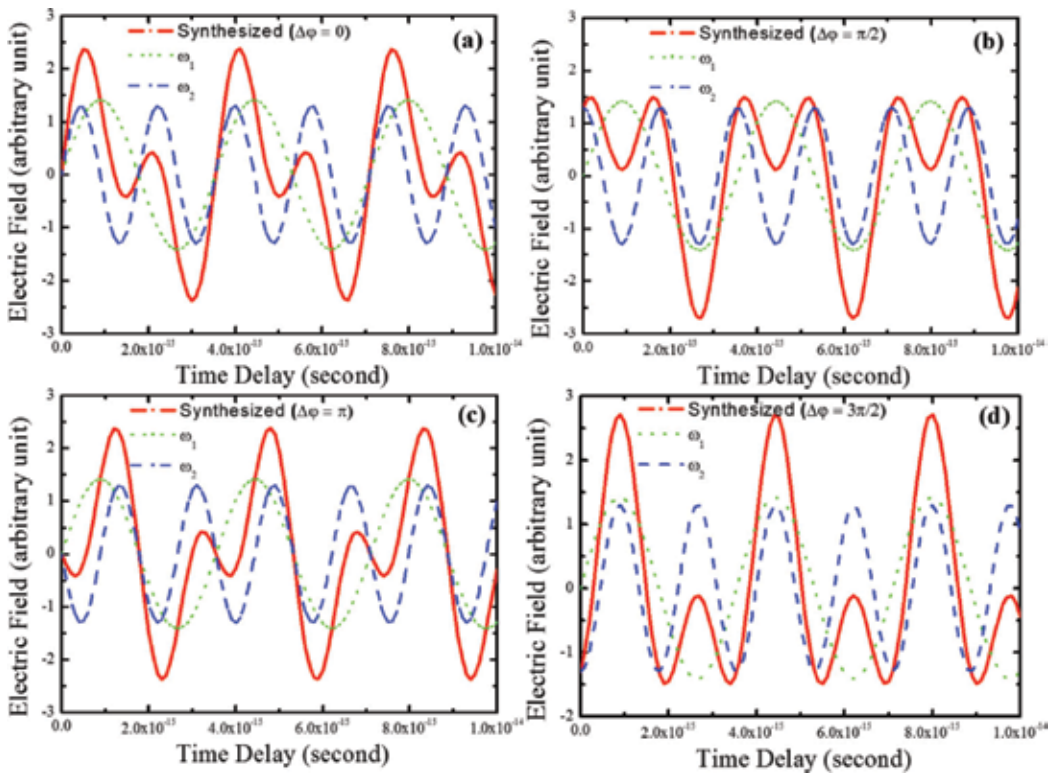 3
2
1
0
-1
-2
-3
Electric Field (arbitrary unit)
Synthesized (Δφ = 0)
ω₁
ω₂
(a)
0.0 2.0x10⁻¹⁵ 4.0x10⁻¹⁵ 6.0x10⁻¹⁵ 8.0x10⁻¹⁵ 1.0x10⁻¹⁴
Time Delay (second)
3
2
1
0
-1
-2
-3
Electric Field (arbitrary unit)
Synthesized (Δφ = π/2)
ω₁
ω₂
(b)
0.0 2.0x10⁻¹⁵ 4.0x10⁻¹⁵ 6.0x10⁻¹⁵ 8.0x10⁻¹⁵ 1.0x10⁻¹⁴
Time Delay (second)
3
2
1
0
-1
-2
-3
Electric Field (arbitrary unit)
Synthesized (Δφ = π)
ω₁
ω₂
(c)
0.0 2.0x10⁻¹⁵ 4.0x10⁻¹⁵ 6.0x10⁻¹⁵ 8.0x10⁻¹⁵ 1.0x10⁻¹⁴
Time Delay (second)
3
2
1
0
-1
-2
Electric Field (arbitrary unit)
Synthesized (Δφ = 3π/2)
ω₁
ω₂
(d)
0.0 2.0x10⁻¹⁵ 4.0x10⁻¹⁵ 6.0x10⁻¹⁵ 8.0x10⁻¹⁵ 1.0x10⁻¹⁴
Time Delay (second)